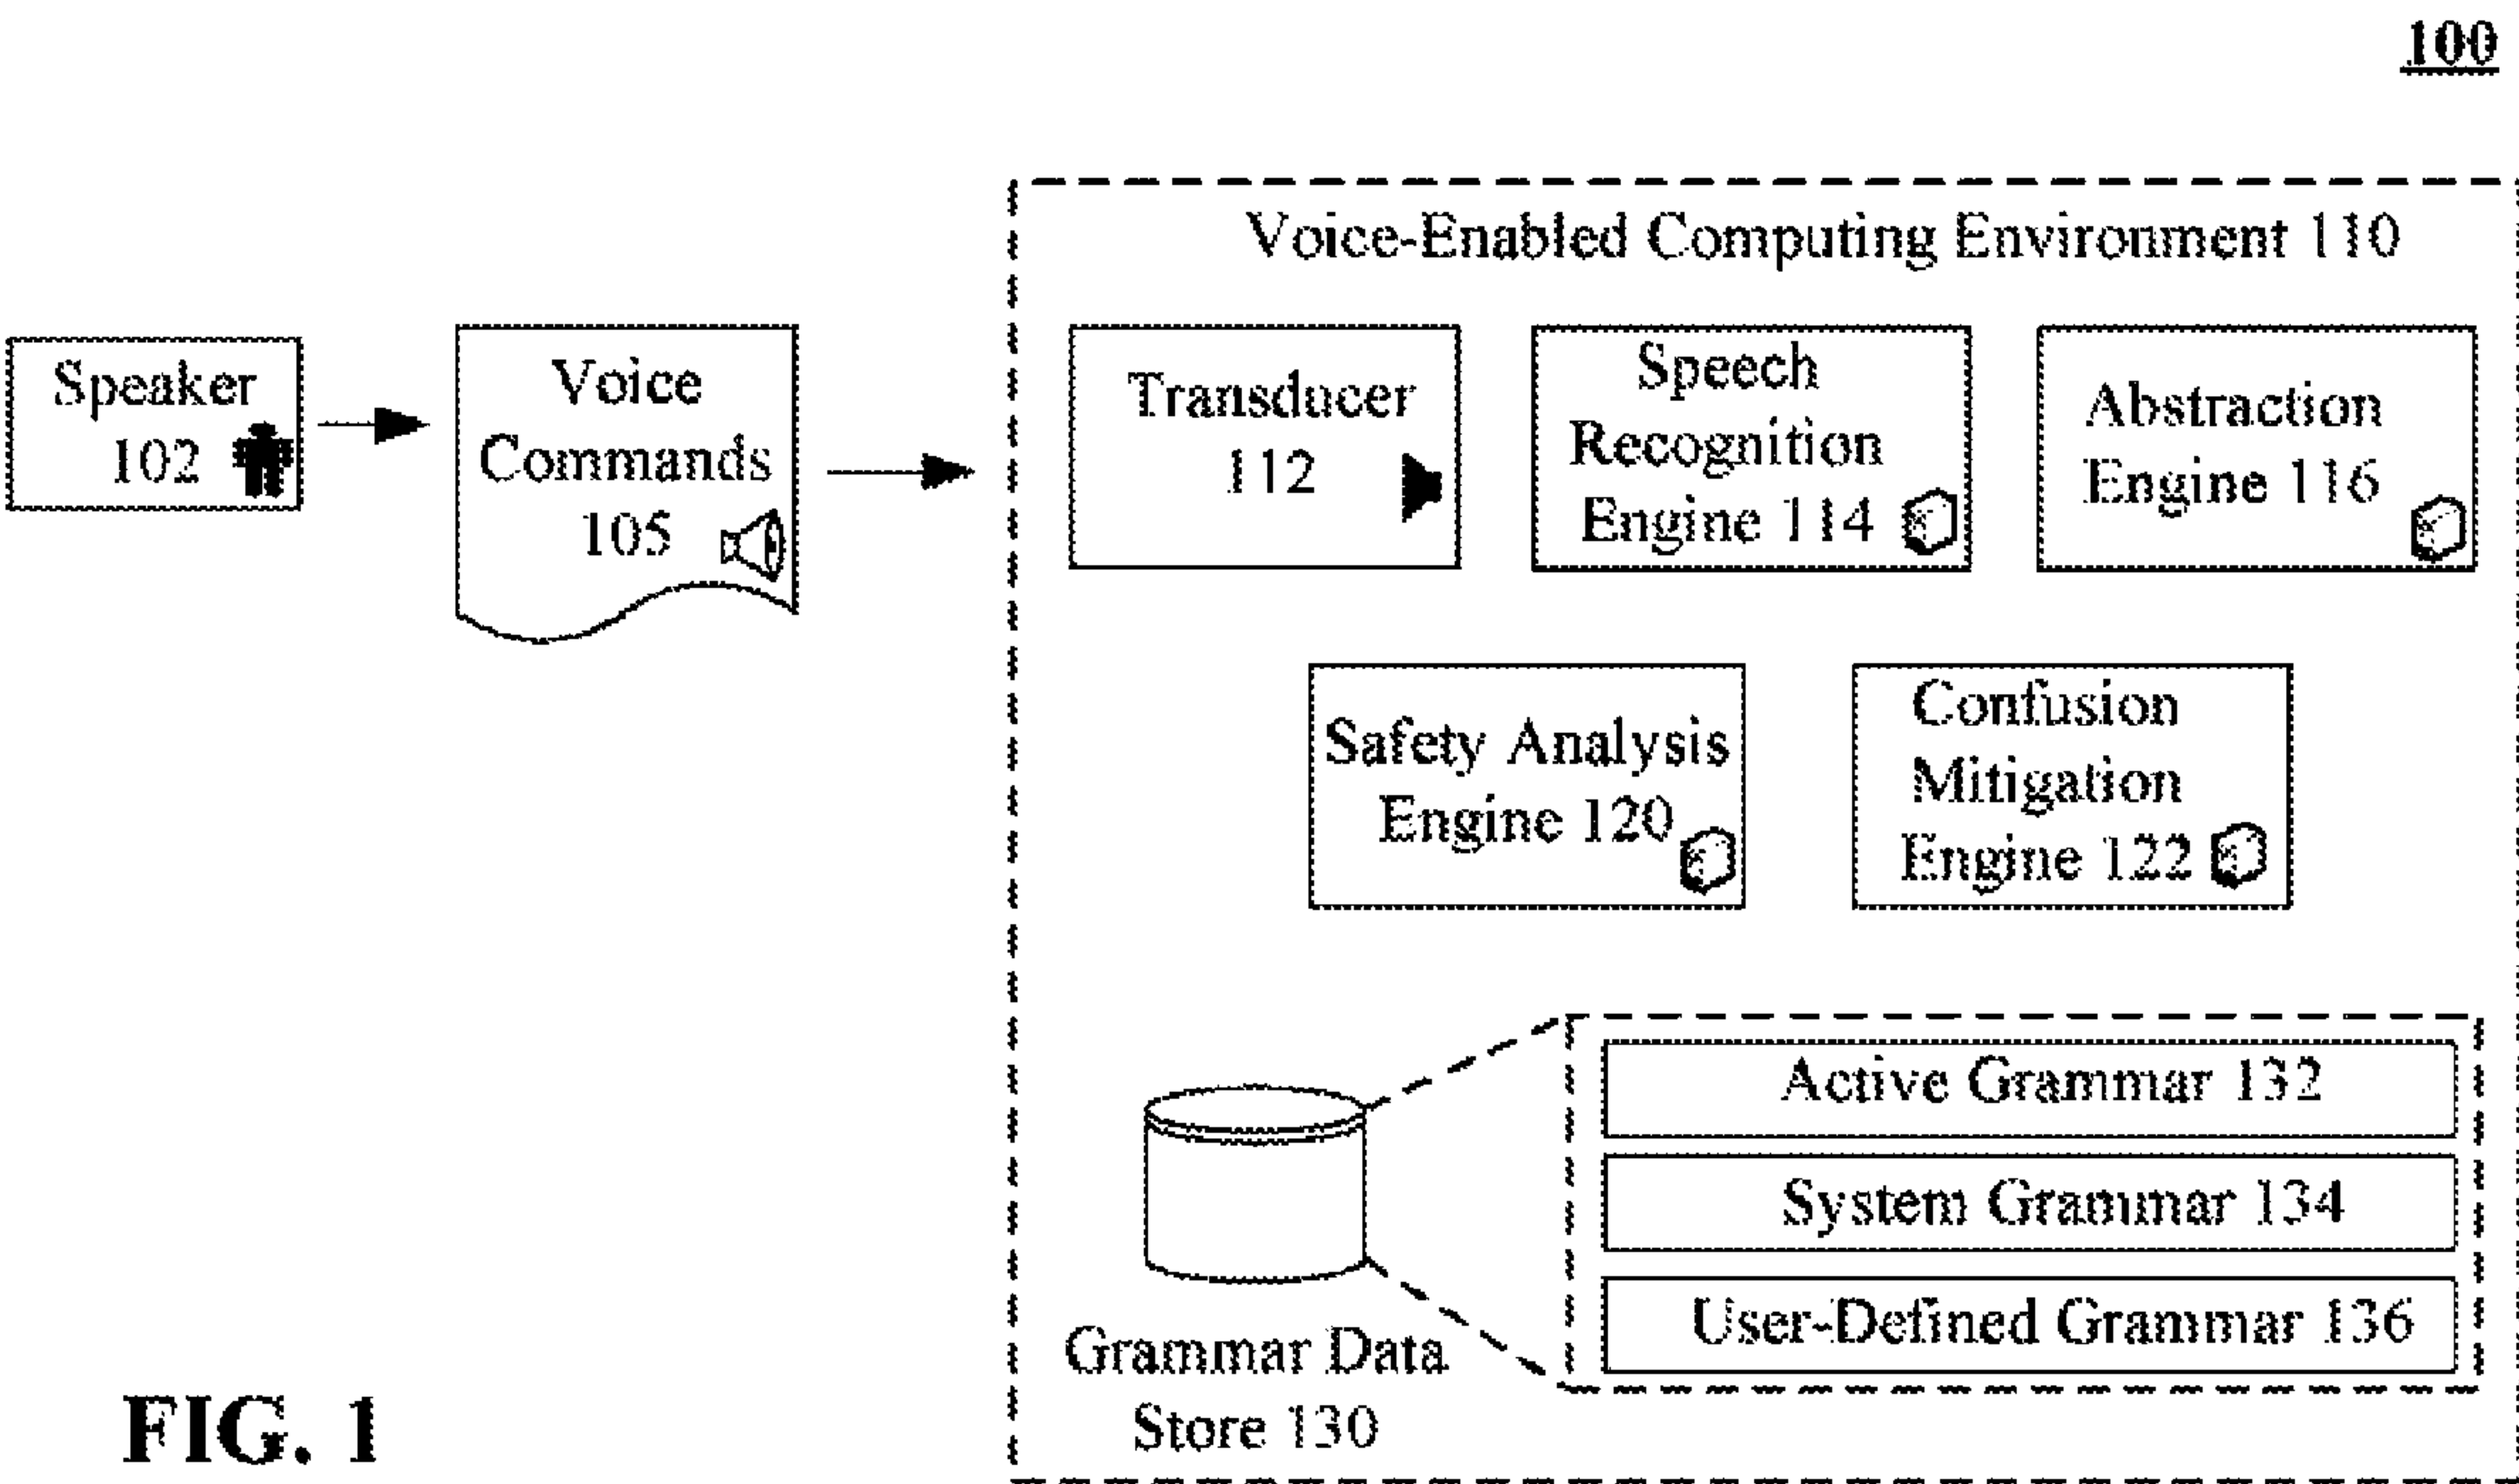 100
Voice-Enabled Computing Environment 110
Speaker
102
Voice
Commands
105
Transducer
112
Speech
Recognition
Engine 114
Abstraction
Engine 116
Safety Analysis
Engine 120
Confusion
Mitigation
Engine 122
Active Grammar 132
System Grammar 134
User-Defined Grammar 136
Grammar Data
Store 130
FIG. 1